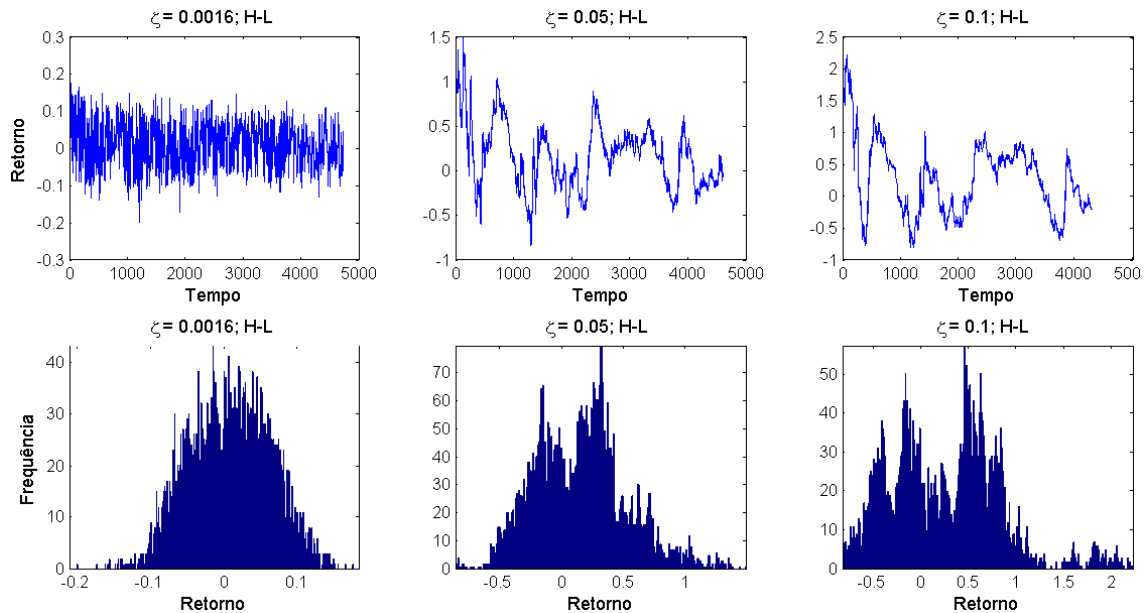 ζ = 0.0016; H-L
ζ = 0.05; H-L
ζ = 0.1; H-L
0.3
0.2
0.1
0
-0.1
-0.2
-0.3
Retorno
0 1000 2000 3000 4000 5000
Tempo
1.5
1
0.5
0
-0.5
-1
0 1000 2000 3000 4000 5000
Tempo
2.5
2
1.5
1
0.5
0
-0.5
-1
0 1000 2000 3000 4000 5000
Tempo
ζ = 0.0016; H-L
ζ = 0.05; H-L
ζ = 0.1; H-L
40
30
20
10
0
Frequência
-0.2 -0.1 0 0.1
Retorno
70
60
50
40
30
20
10
0
-0.5 0 0.5 1
Retorno
50
40
30
20
10
0
-0.5 0 0.5 1 1.5 2
Retorno